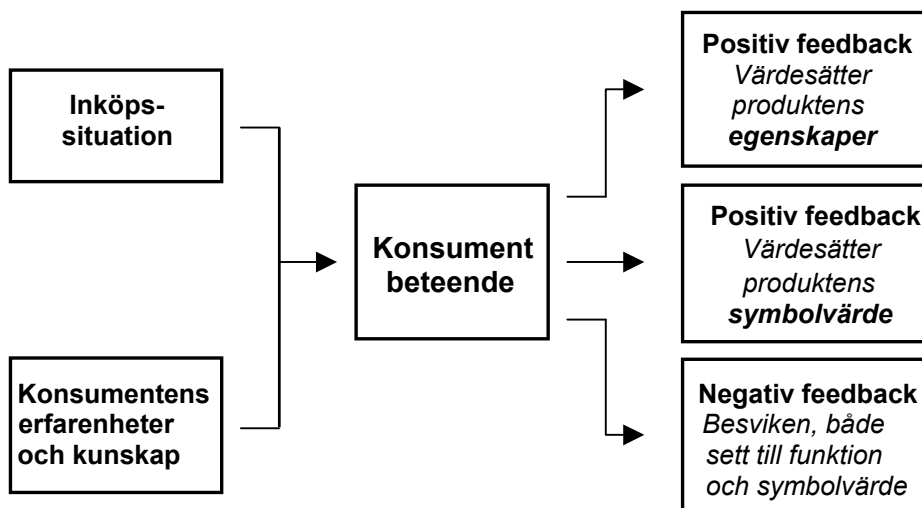 Inköps-
situation
Konsumentens
erfarenheter
och kunskap
Konsument
beteende
Positiv feedback
Värdesätter
produktens
egenskaper
Positiv feedback
Värdesätter
produktens
symbolvärde
Negativ feedback
Besviken, både
sett till funktion
och symbolvärde